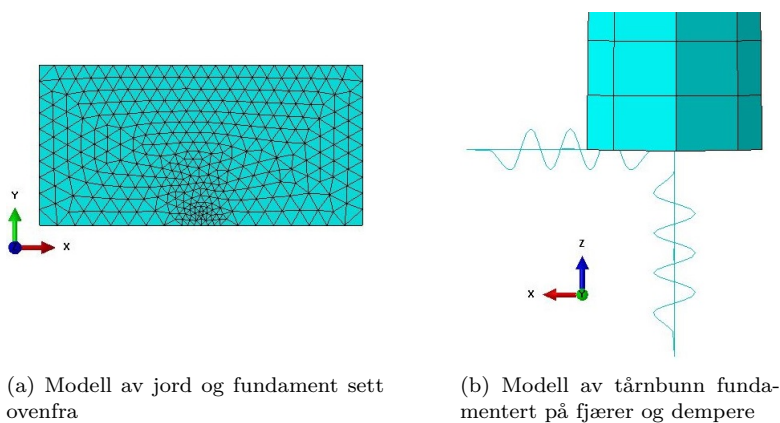 Y
X
Z
X
Y
(a) Modell av jord og fundament sett
ovenfra
(b) Modell av tårnbunn funda-
mentert på fjærer og dempere